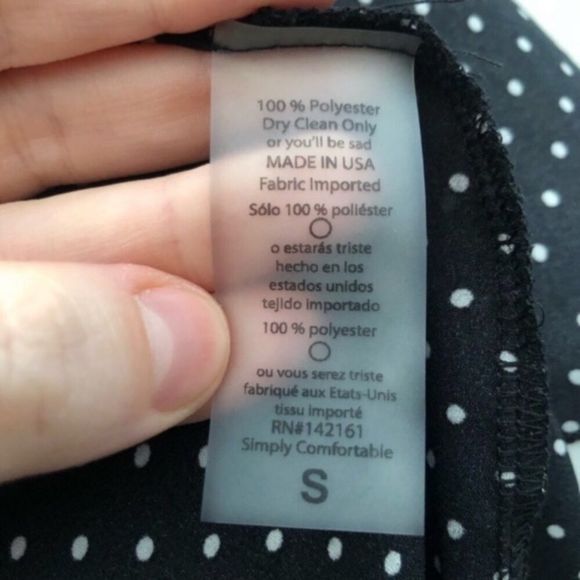 100 % Polyester
Dry Clean Only
or you'll be sad
MADE IN USA
Fabric Imported
Sólo 100 % poliéster
o estarás triste
hecho en los
estados unidos
tejido importado
100 % polyester
ou vous serez triste
fabriqué aux Etats-Unis
tissu importé
RN#142161
Simply Comfortable
S